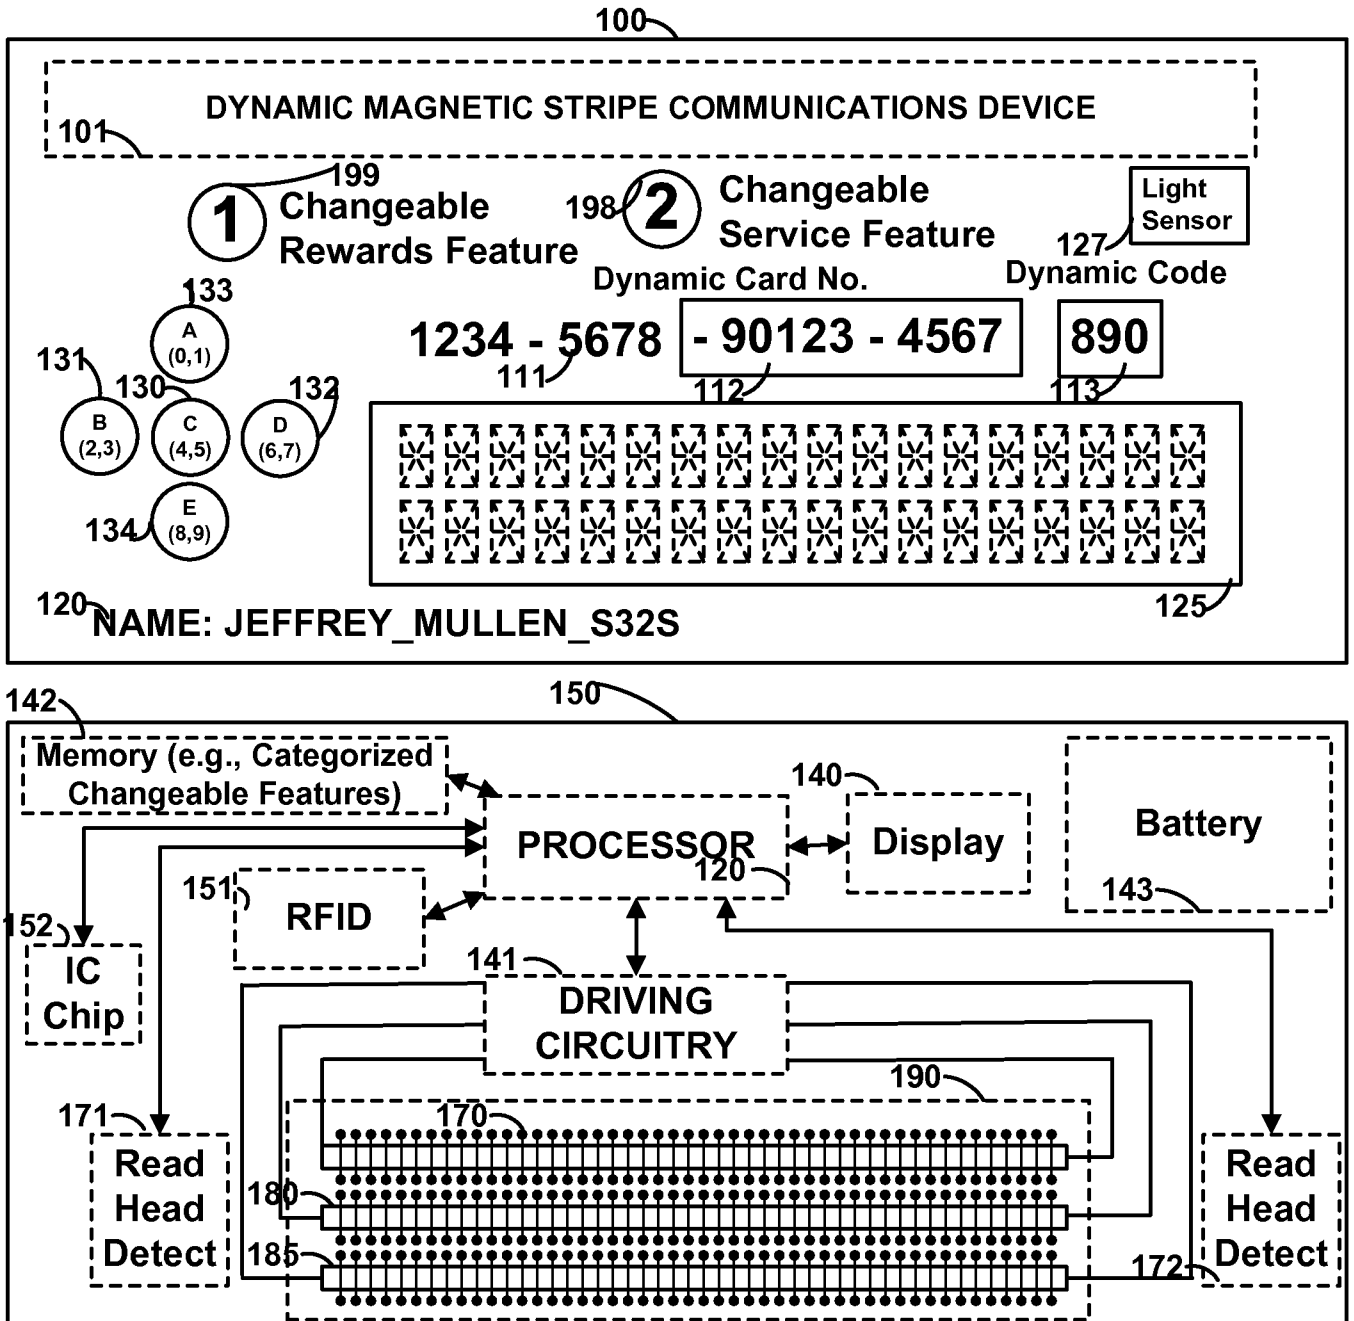 100
DYNAMIC MAGNETIC STRIPE COMMUNICATIONS DEVICE
101
199
1 Changeable
Rewards Feature
198
2 Changeable
Service Feature
Light
Sensor
127
133
Dynamic Card No.
Dynamic Code
A
(0,1)
1234 - 5678 - 90123 - 4567 890
111
112
113
131
130
132
B
(2,3)
C
(4,5)
D
(6,7)
E
(8,9)
134
125
120
NAME: JEFFREY_MULLEN_S32S
142
150
Memory (e.g., Categorized
Changeable Features)
140
PROCESSOR
120
Display
Battery
143
151
RFID
152
IC
Chip
141
DRIVING
CIRCUITRY
190
171
170
Read
Head
Detect
180
185
Read
Head
Detect
172